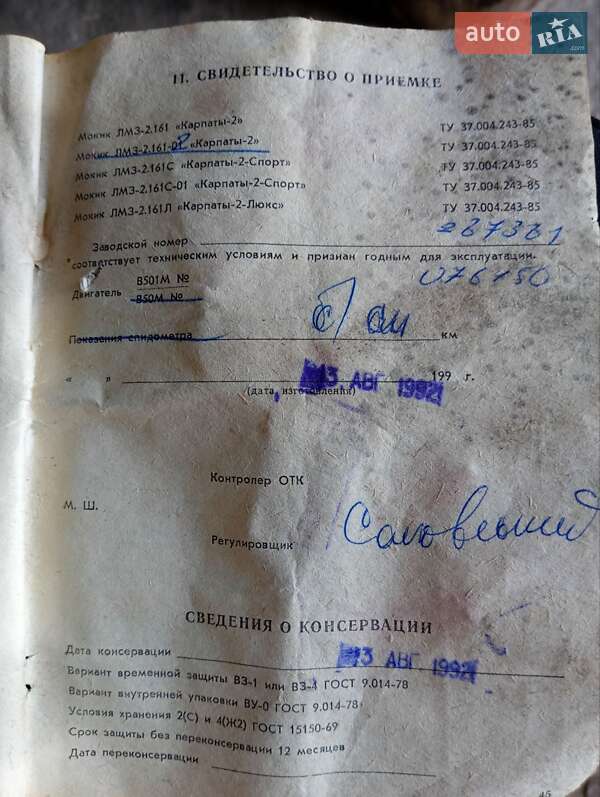 auto RIA.com
11. СВИДЕТЕЛЬСТВО О ПРИЕМКЕ
Мокик ЛМЗ-2.161 «Карпаты-2» ТУ 37.004.243-85
Мокик ЛМЗ-2.161-02 «Карпаты-2» ТУ 37.004.243-85
Мокик ЛМЗ-2.161С «Карпаты-2-Спорт» ТУ 37.004.243-85
Мокик ЛМЗ-2.161С-01 «Карпаты-2-Спорт» ТУ 37.004.243-85
Мокик ЛМЗ-2.161Л «Карпаты-2-Люкс» ТУ 37.004.243-85
Заводской номер 287381
соответствует техническим условиям и признан годным для эксплуатации.
Двигатель В501М № 076150
В50М №
Показания спидометра км
« » 13 АВГ 1992 199 г.
(дата изготовления)
Контролер ОТК
М. Ш.
Регулировщик
СВЕДЕНИЯ О КОНСЕРВАЦИИ
Дата консервации 13 АВГ 1992
Вариант временной защиты ВЗ-1 или ВЗ-4 ГОСТ 9.014-78
Вариант внутренней упаковки ВУ-0 ГОСТ 9.014-78
Условия хранения 2(С) и 4(Ж2) ГОСТ 15150-69
Срок защиты без переконсервации 12 месяцев
Дата переконсервации
45